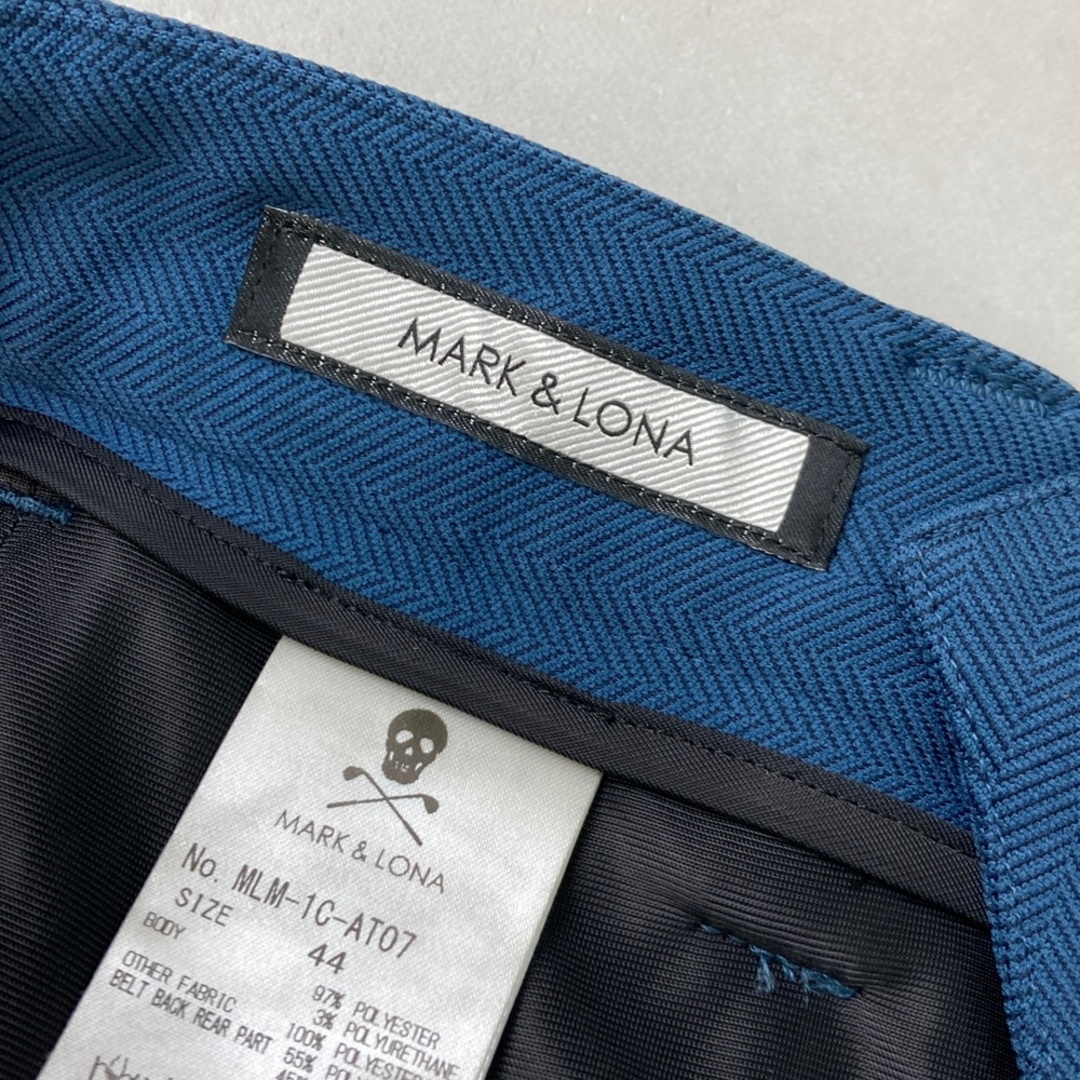 MARK & LONA
MARK & LONA
No. MLM-1C-AT07
SIZE 44
BODY 97% POLYESTER
3% POLYURETHANE
OTHER FABRIC 100% POLYESTER
BELT BACK REAR PART 55%
45%